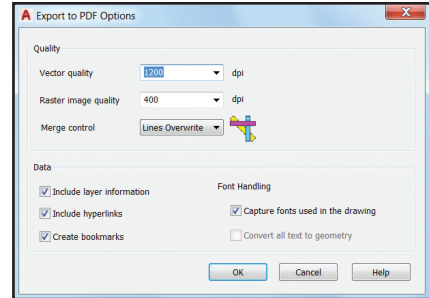 A Export to PDF Options
Quality
Vector quality 1200 dpi
Raster image quality 400 dpi
Merge control Lines Overwrite
Data
Include layer information
Include hyperlinks
Create bookmarks
Font Handling
Capture fonts used in the drawing
Convert all text to geometry
OK Cancel Help